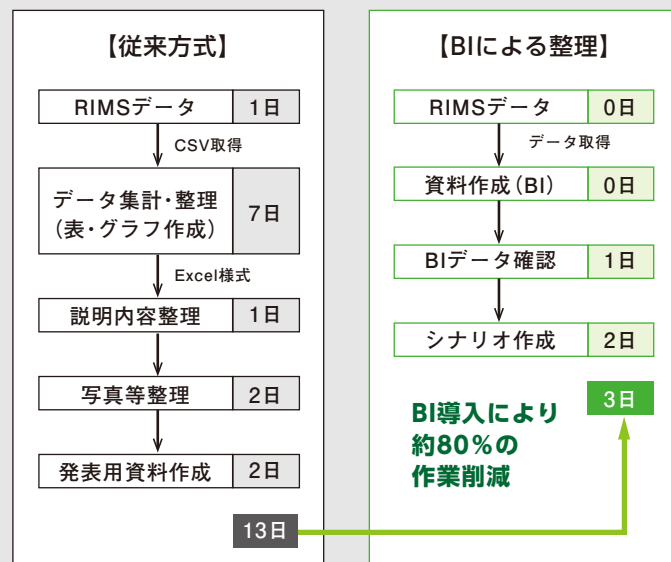 【従来方式】
RIMSデータ 1日
CSV取得
データ集計・整理
(表・グラフ作成)
7日
Excel様式
説明内容整理 1日
写真等整理 2日
発表用資料作成 2日
13日
【BIによる整理】
RIMSデータ 0日
データ取得
資料作成(BI) 0日
BIデータ確認 1日
シナリオ作成 2日
3日
BI導入により
約80%の
作業削減